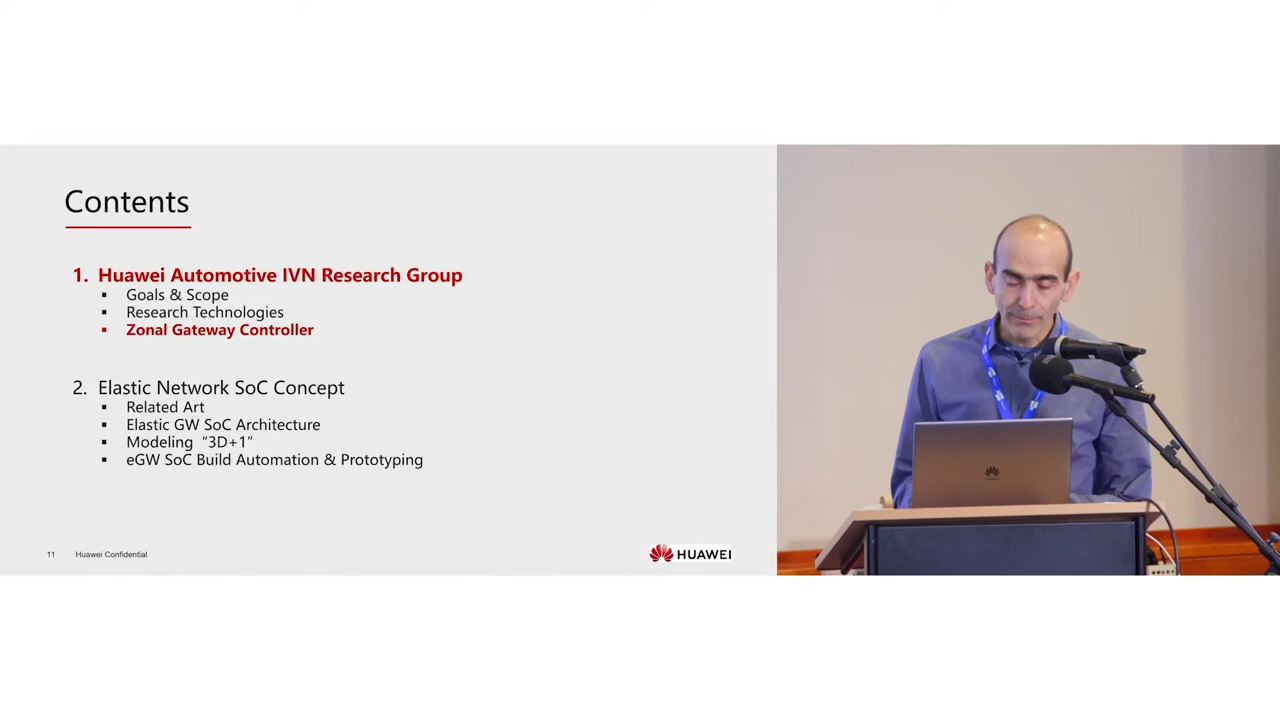 Contents
1. Huawei Automotive IVN Research Group
▪ Goals & Scope
▪ Research Technologies
▪ Zonal Gateway Controller
2. Elastic Network SoC Concept
▪ Related Art
▪ Elastic GW SoC Architecture
▪ Modeling “3D+1”
▪ eGW SoC Build Automation & Prototyping
11 Huawei Confidential
HUAWEI